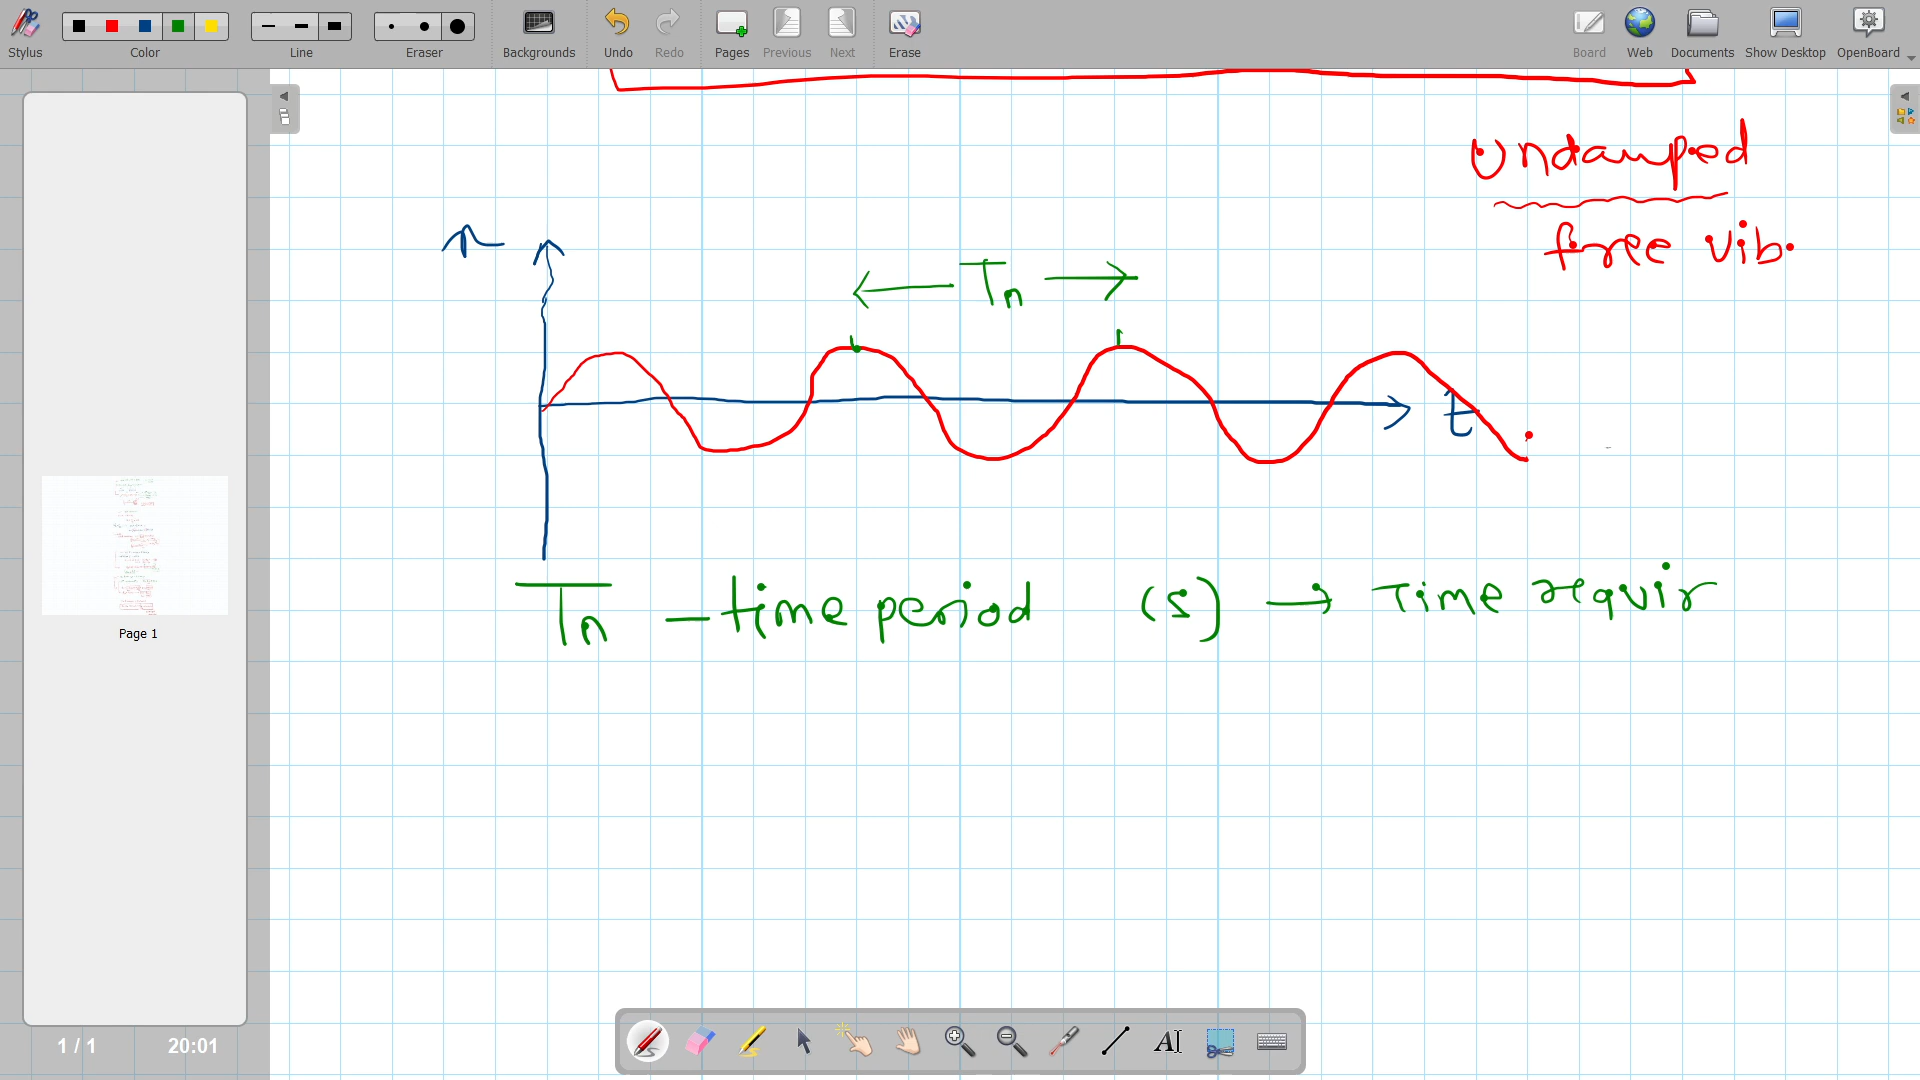 Stylus Color Line Eraser Backgrounds Undo Redo Pages Previous Next Erase Board Web Documents Show Desktop OpenBoard
Undamped
free vib.
x
Tn
t
Tn - time period (s) → Time requir
Page 1
1 / 1 20:01